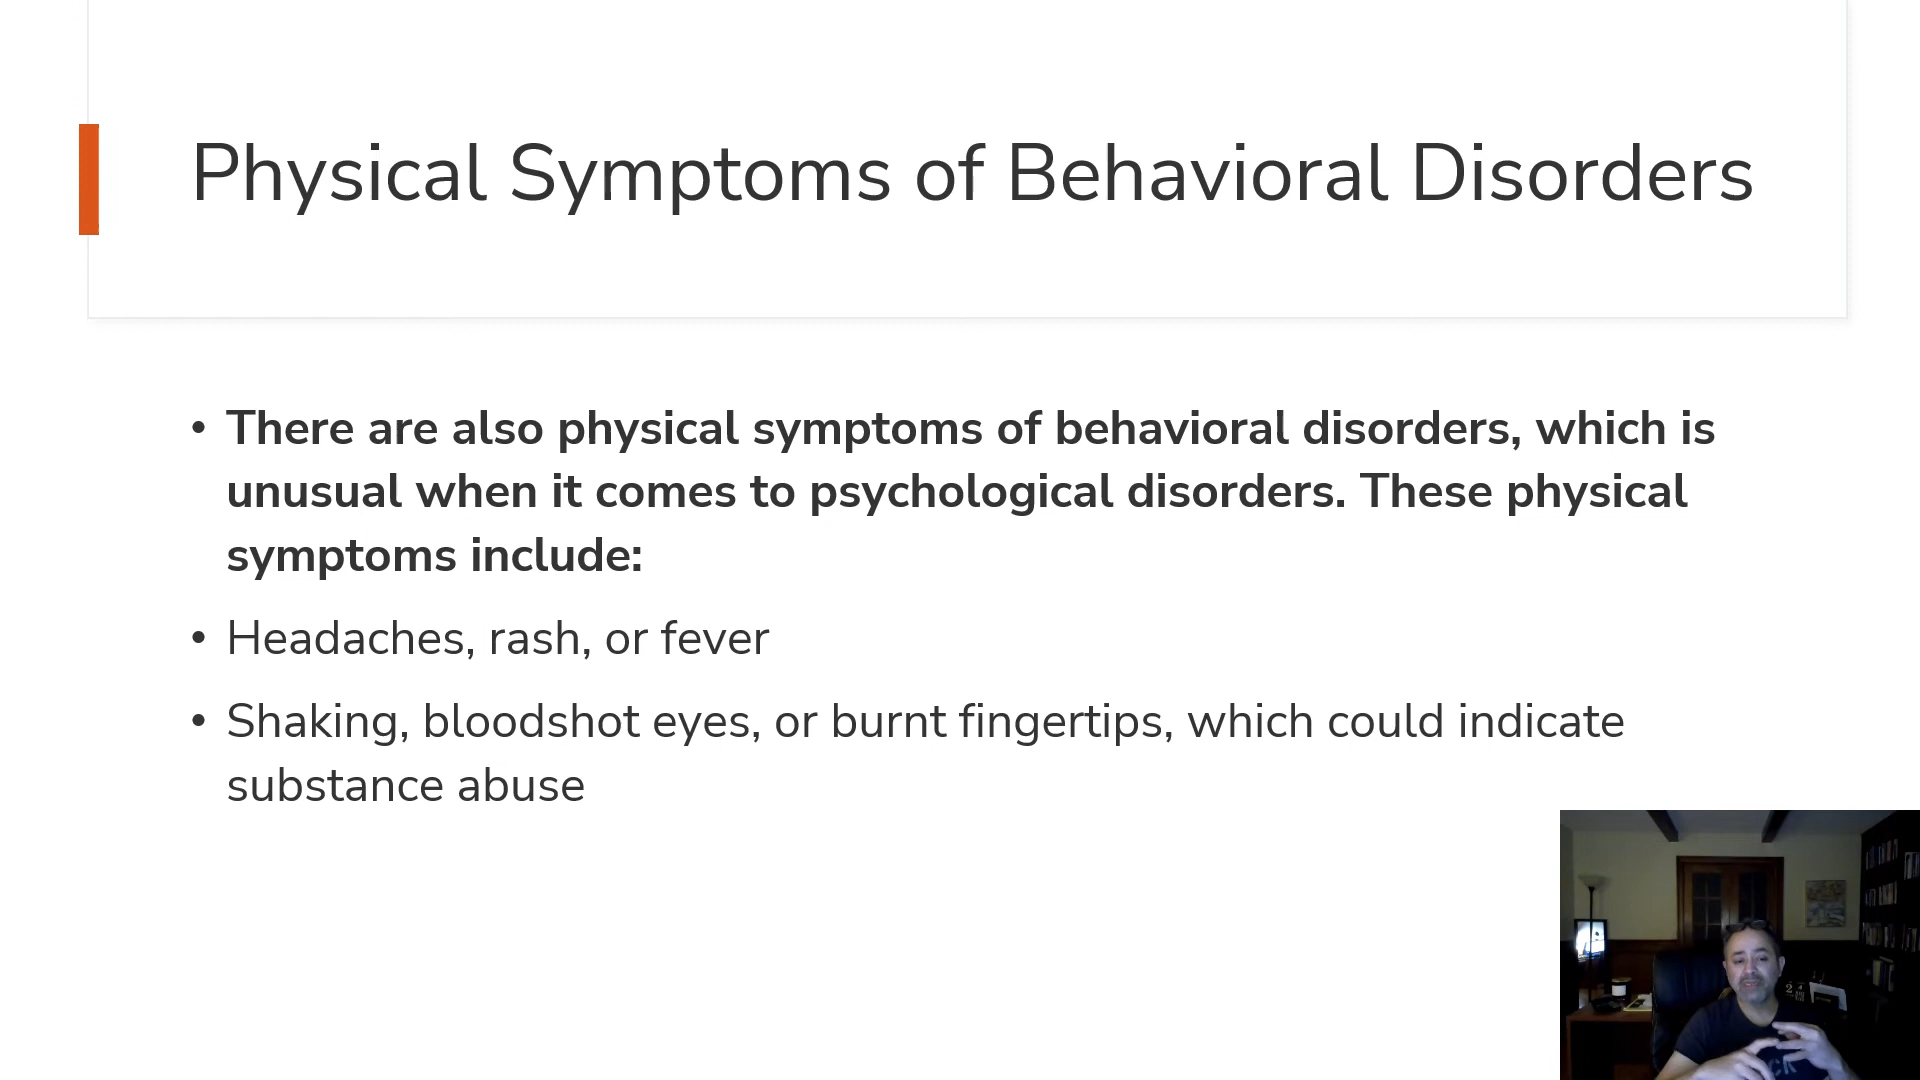 Physical Symptoms of Behavioral Disorders
• There are also physical symptoms of behavioral disorders, which is
unusual when it comes to psychological disorders. These physical
symptoms include:
• Headaches, rash, or fever
• Shaking, bloodshot eyes, or burnt fingertips, which could indicate
substance abuse